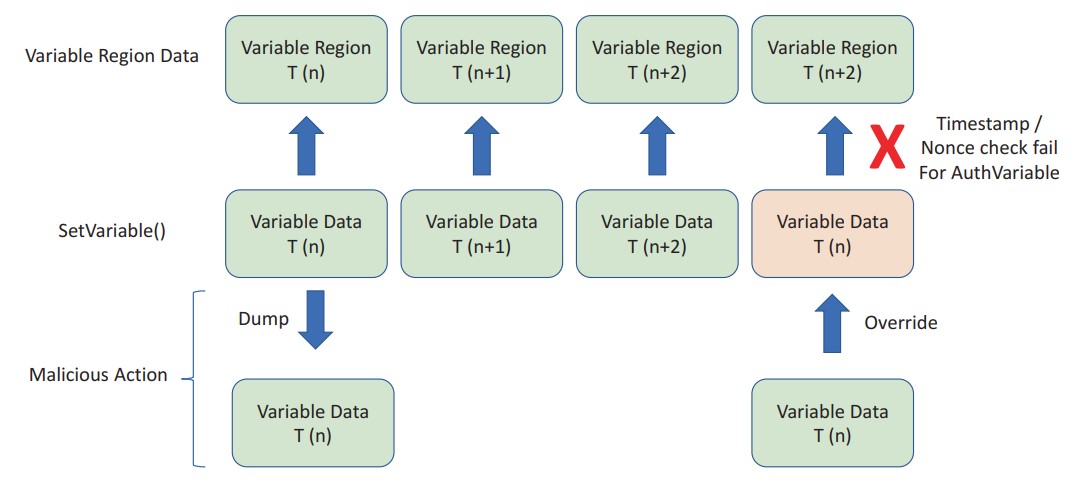 Variable Region Data
Variable Region
T (n)
Variable Region
T (n+1)
Variable Region
T (n+2)
Variable Region
T (n+2)
Timestamp /
Nonce check fail
For AuthVariable
SetVariable()
Variable Data
T (n)
Variable Data
T (n+1)
Variable Data
T (n+2)
Variable Data
T (n)
Dump
Override
Malicious Action
Variable Data
T (n)
Variable Data
T (n)